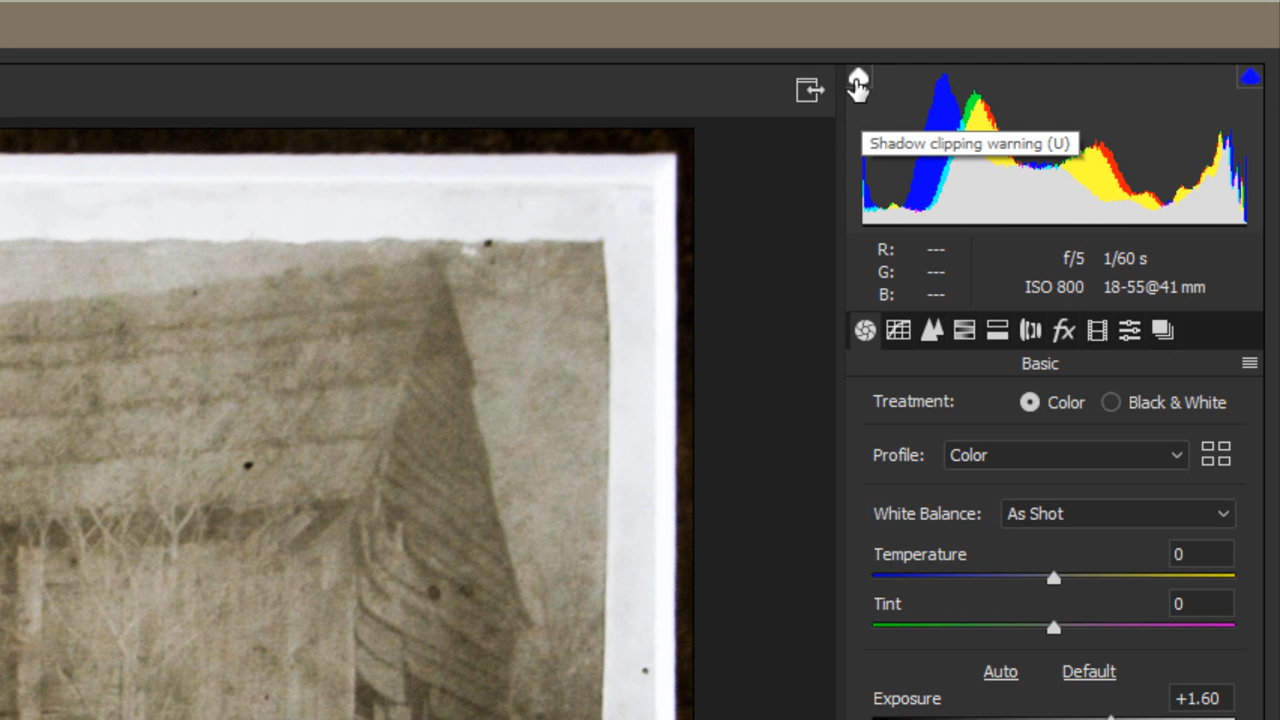 Shadow clipping warning (U)
R: ---
G: ---
B: ---
f/5 1/60 s
ISO 800 18-55@41 mm
fx
Basic
Treatment: Color Black & White
Profile: Color
White Balance: As Shot
Temperature 0
Tint 0
Auto Default
Exposure +1.60